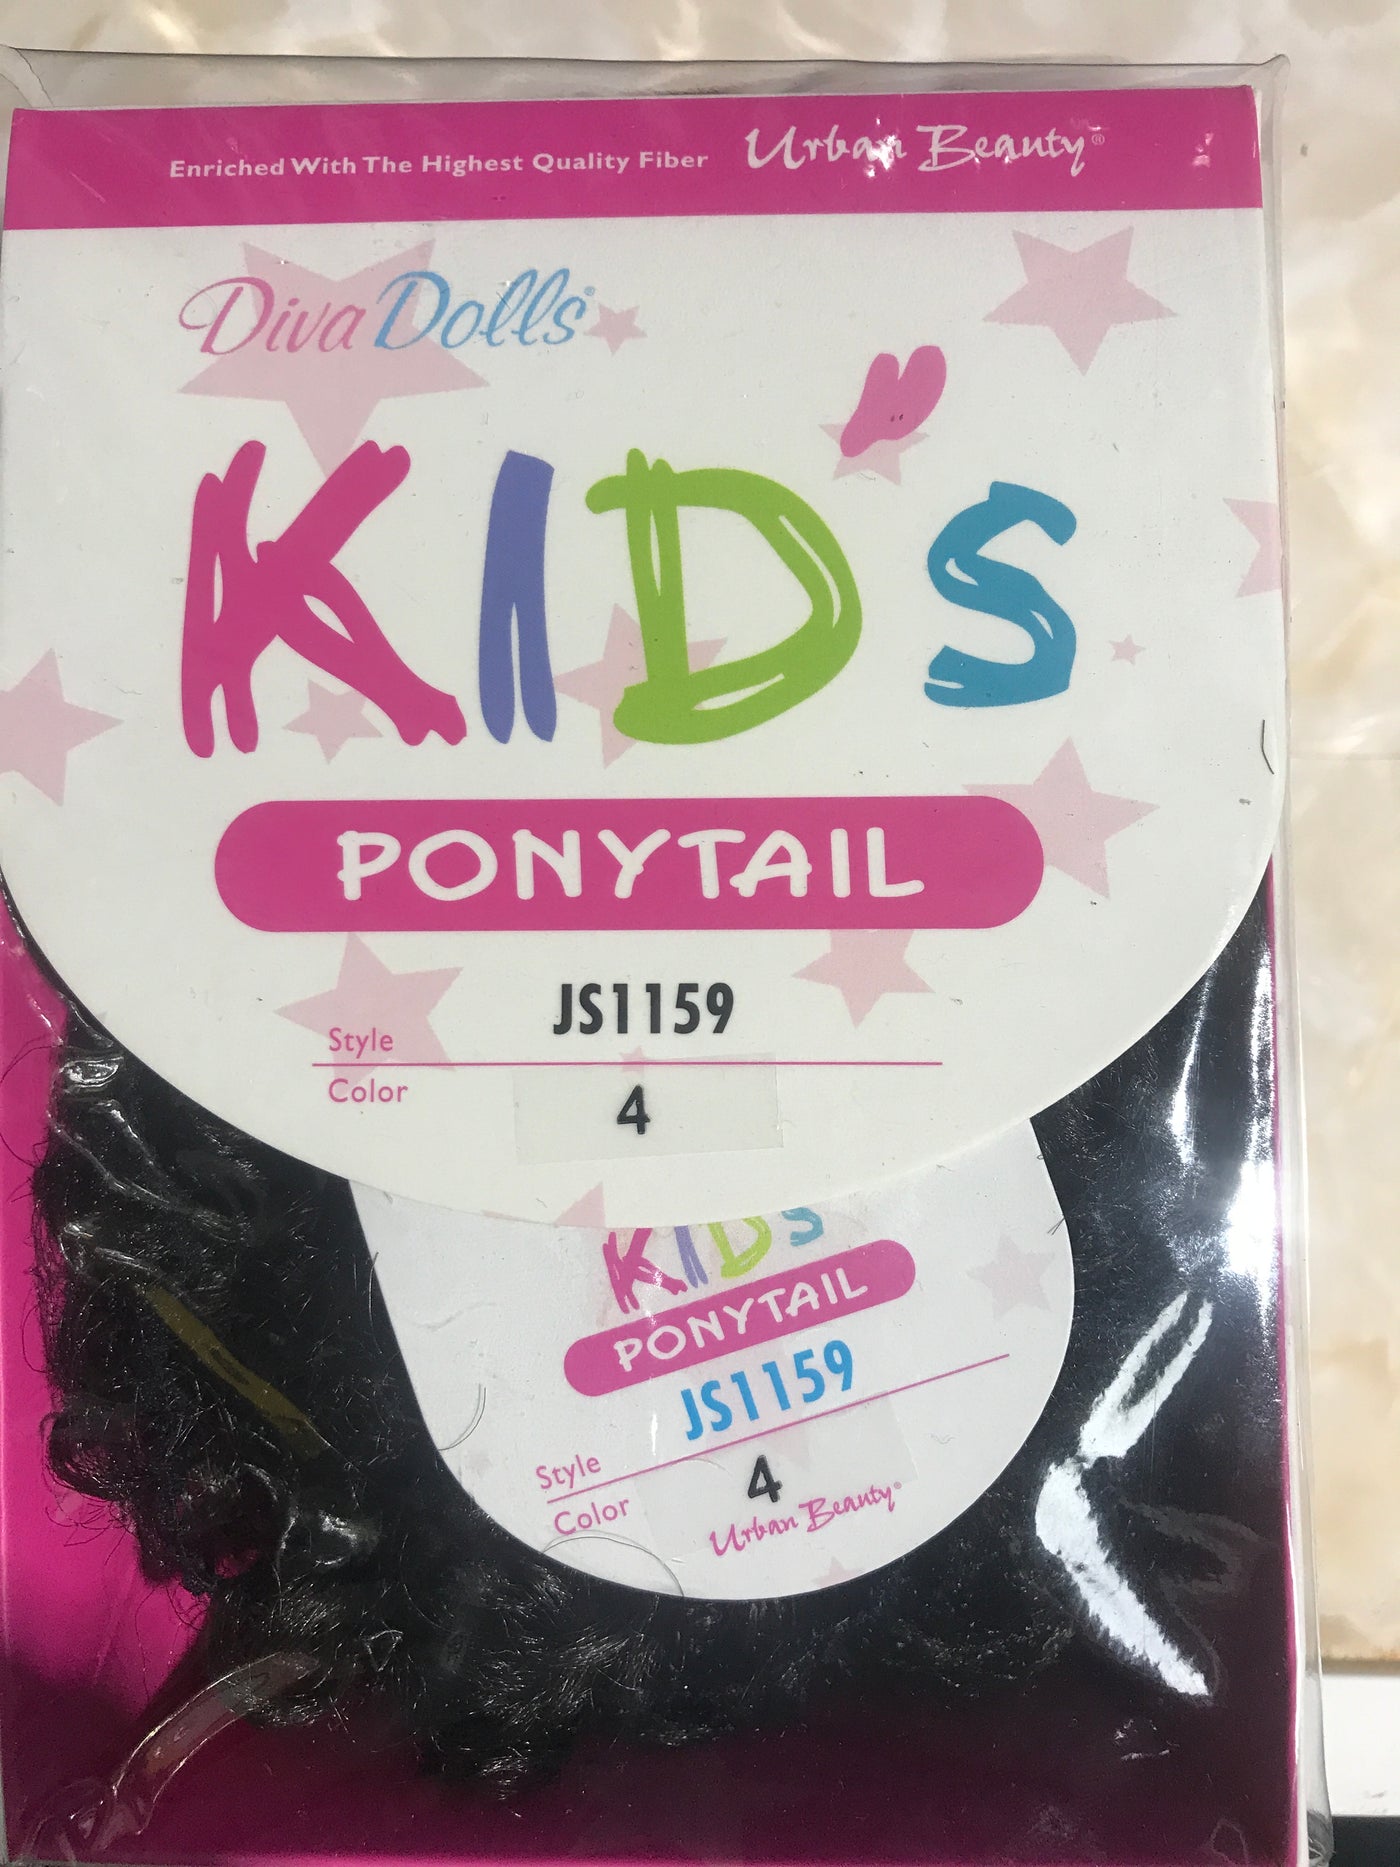 Enriched With The Highest Quality Fiber Urban Beauty®
Diva Dolls®
KID'S
PONYTAIL
JS1159
Style
Color 4
KIDS
PONYTAIL
JS1159
Style
Color 4
Urban Beauty®